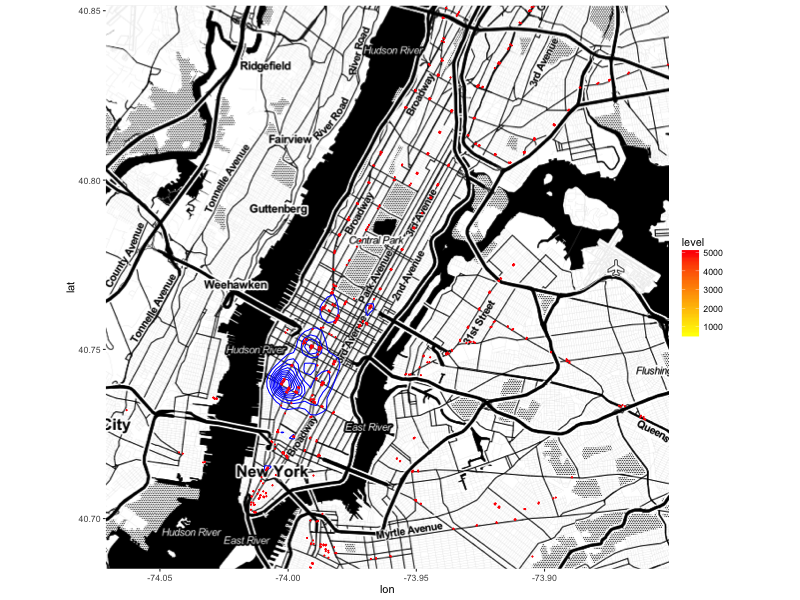 40.85
40.80
40.75
40.70
lat
Hudson River
River Road
3rd Avenue
Ridgefield
Broadway
River Road
Fairview
Tonnelle Avenue
Guttenberg
Broadway
3rd Avenue
Central Park
County Avenue
Park Avenue
2nd Avenue
Weehawken
Tonnelle Avenue
31st Street
3rd Avenue
Hudson River
Flushing
City
Broadway
East River
Queens
New York
Hudson River
East River
Myrtle Avenue
-74.05
-74.00
-73.95
-73.90
lon
level
5000
4000
3000
2000
1000